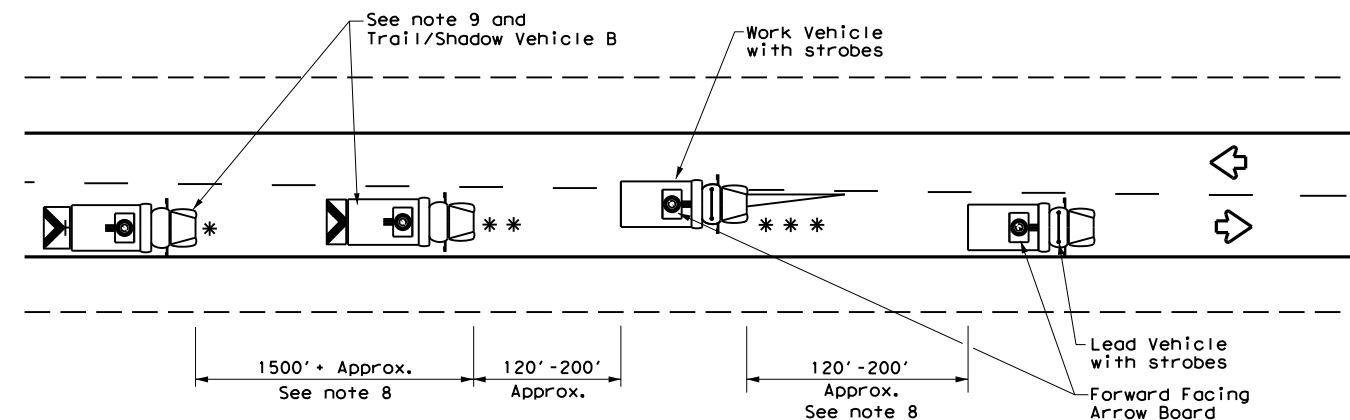 See note 9 and
Trail/Shadow Vehicle B
Work Vehicle
with strobes
*
* *
* * *
1500'+ Approx.
See note 8
120'-200'
Approx.
120'-200'
Approx.
See note 8
Lead Vehicle
with strobes
Forward Facing
Arrow Board